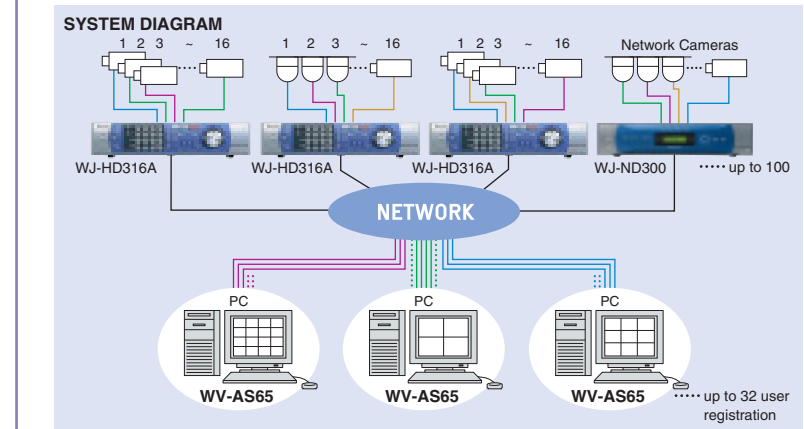 SYSTEM DIAGRAM
1 2 3 ~ 16
1 2 3 ~ 16
1 2 3 ~ 16
Network Cameras
WJ-HD316A
WJ-HD316A
WJ-HD316A
WJ-ND300
up to 100
NETWORK
PC
PC
PC
WV-AS65
WV-AS65
WV-AS65
up to 32 user
registration